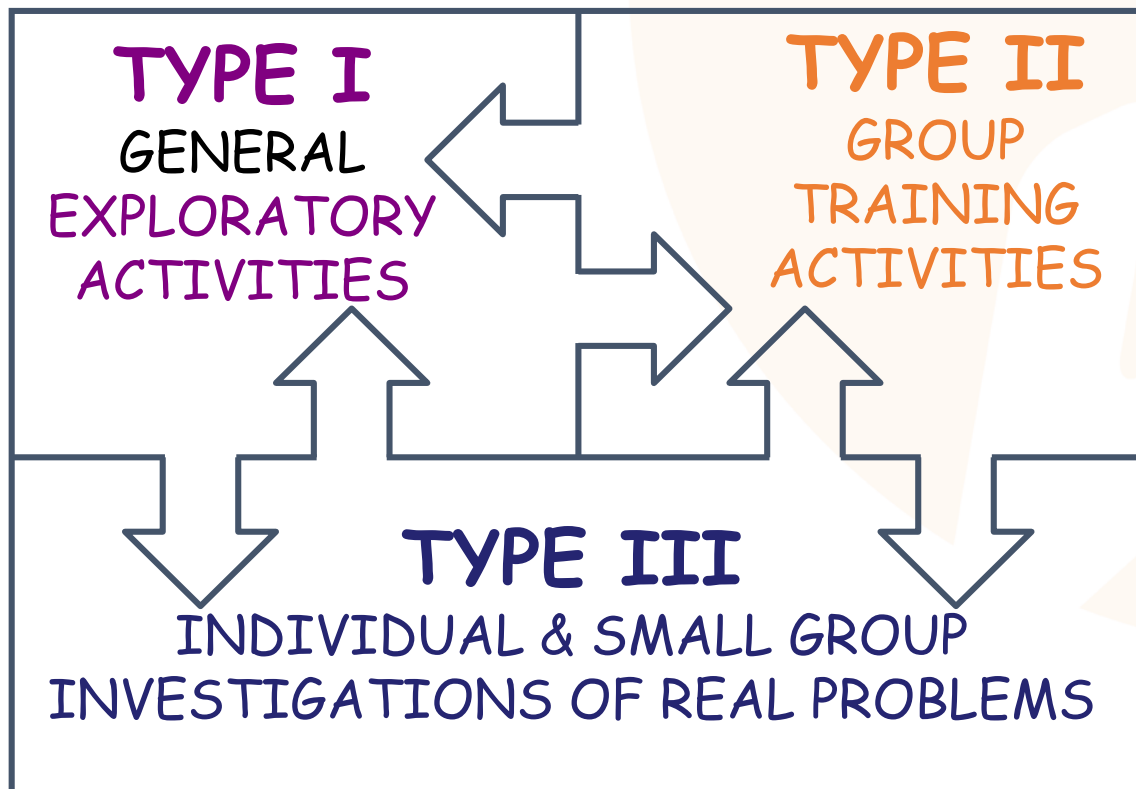 TYPE I
GENERAL
EXPLORATORY
ACTIVITIES
TYPE II
GROUP
TRAINING
ACTIVITIES
TYPE III
INDIVIDUAL & SMALL GROUP
INVESTIGATIONS OF REAL PROBLEMS